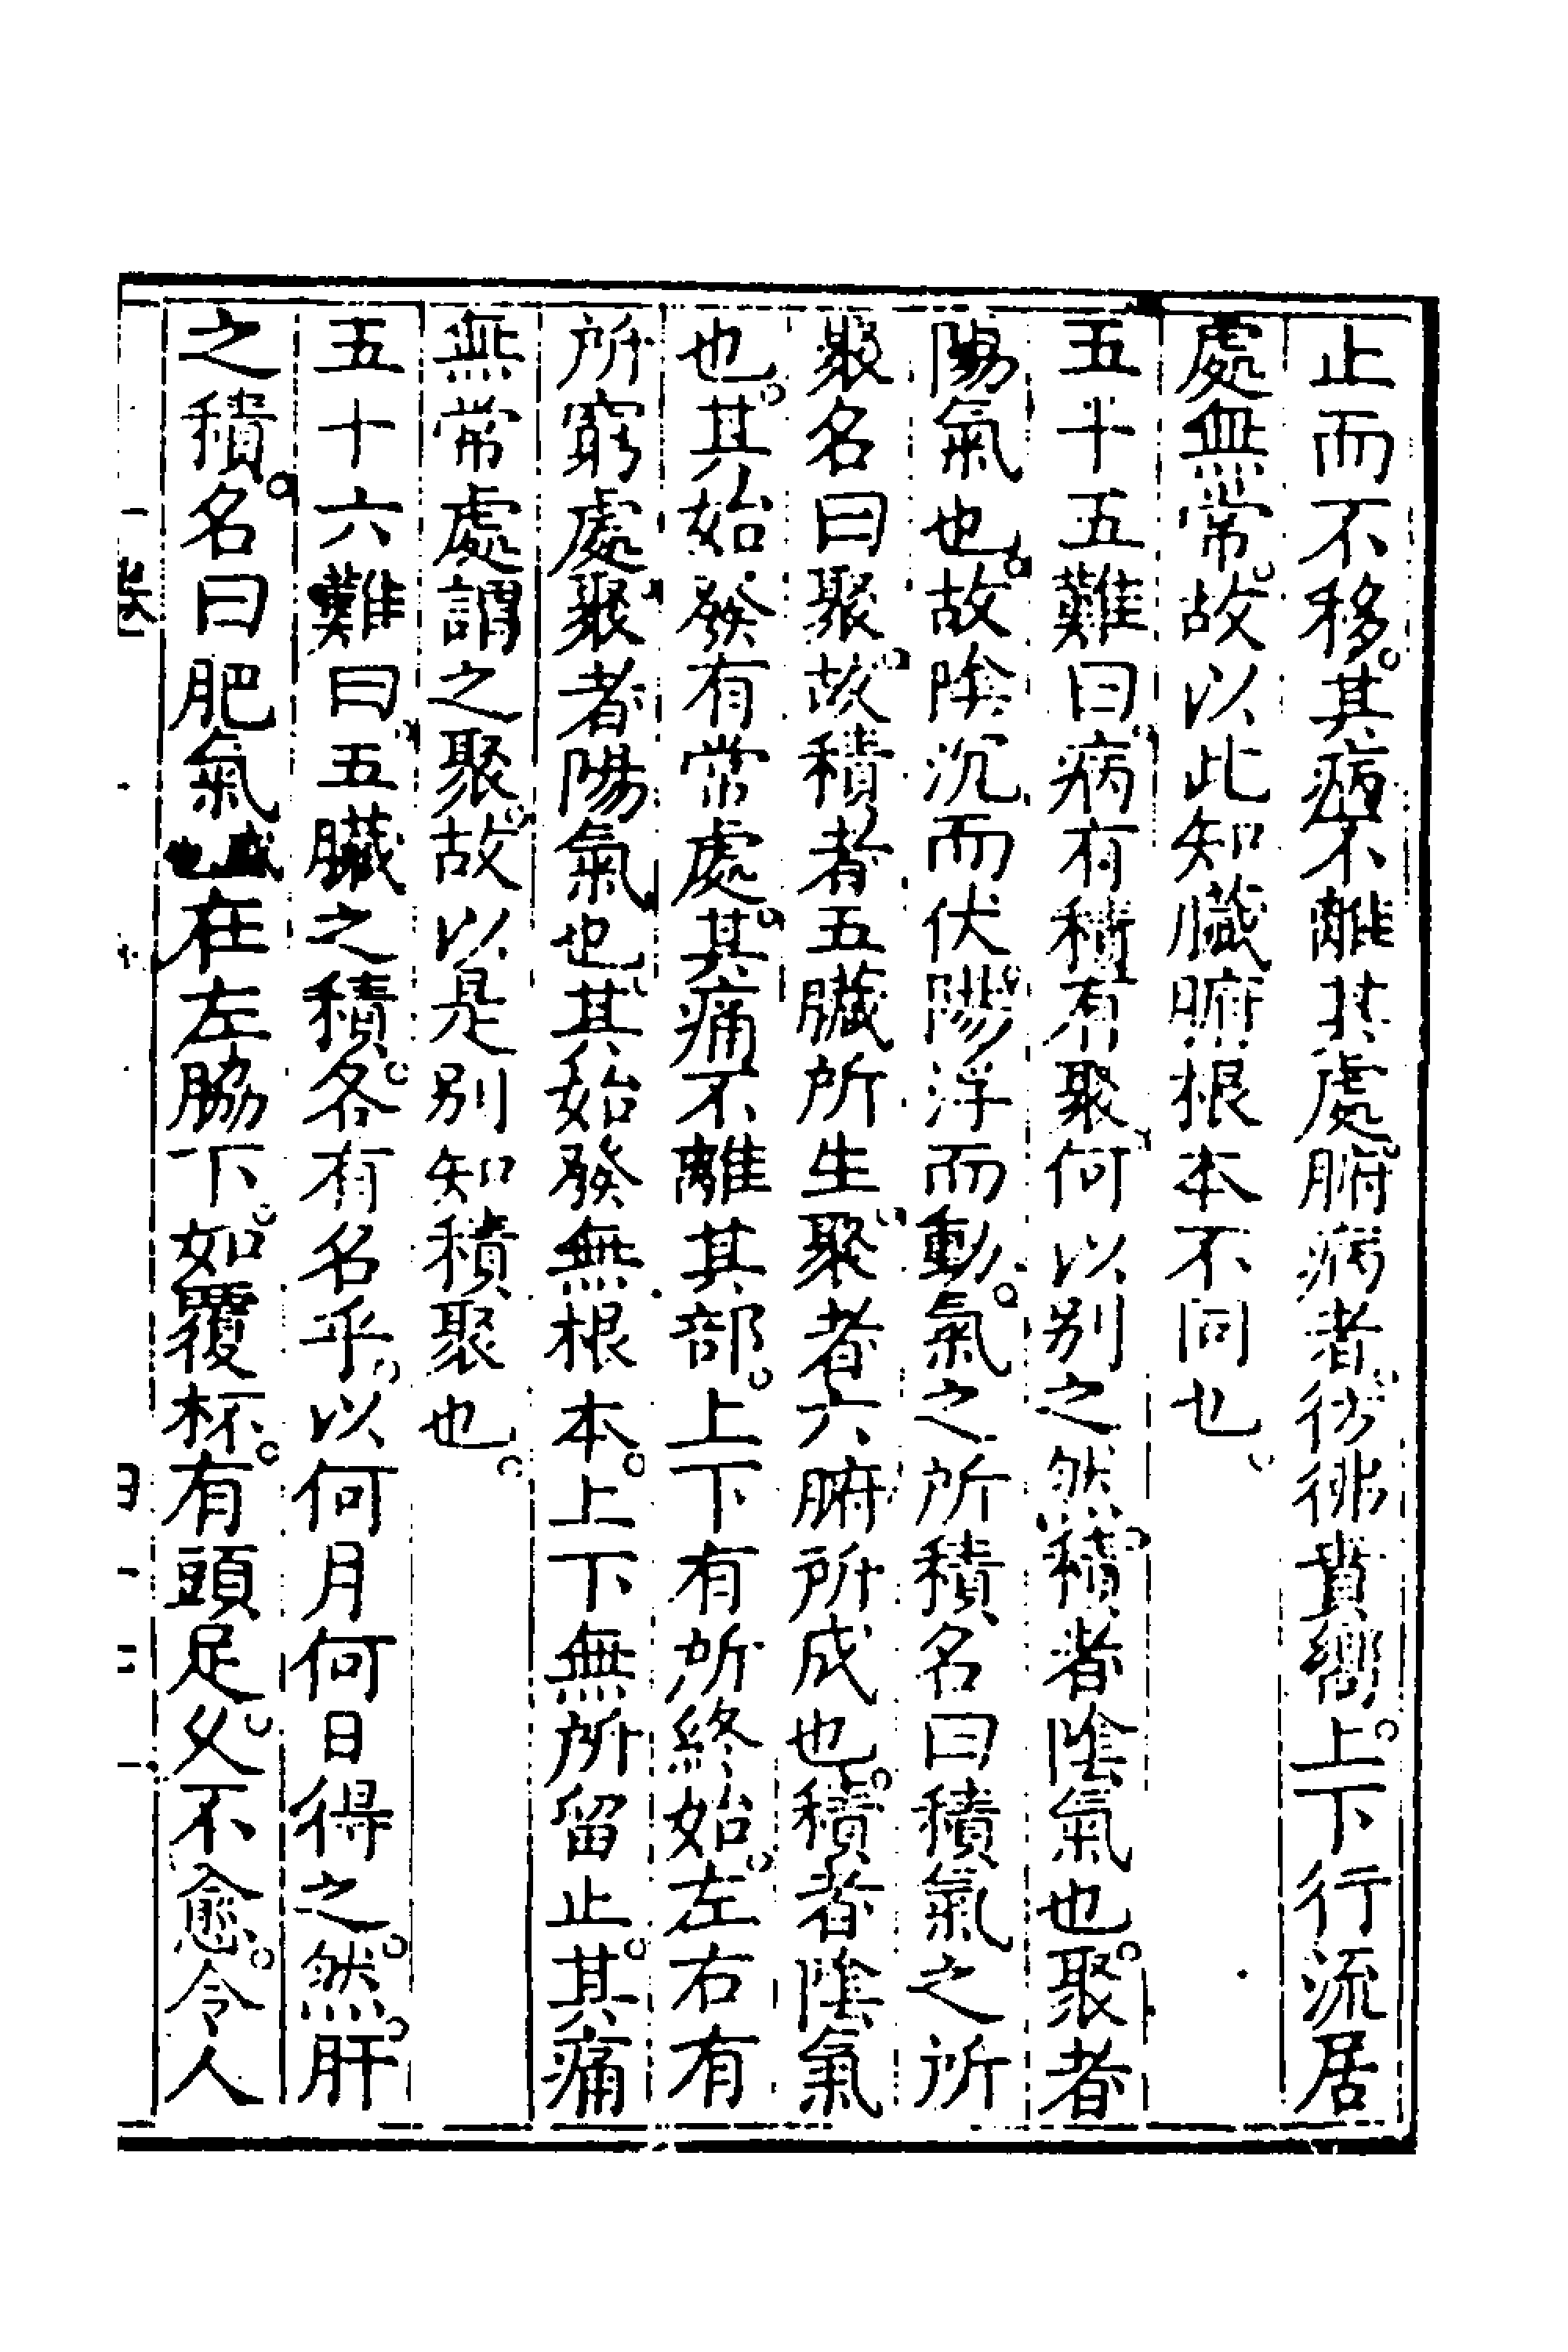 止而不移其病不離其處腑病者彷彿賁嚮上下行流居
處無常故以此知臟腑根本不同也
五十五難曰病有積有聚何以別之然積者陰氣也聚者
陽氣也故陰沉而伏陽浮而動氣之所積名曰積氣之所
聚名曰聚故積者五臟所生聚者六腑所成也積者陰氣
也其始發有常處其痛不離其部上下有所終始左右有
所窮處聚者陽氣也其始發無根本上下無所留止其痛
無常處謂之聚故以是別知積聚也
五十六難曰五臟之積各有名乎以何月何日得之然肝
之積名曰肥氣在左脇下如覆杯有頭足久不愈令人